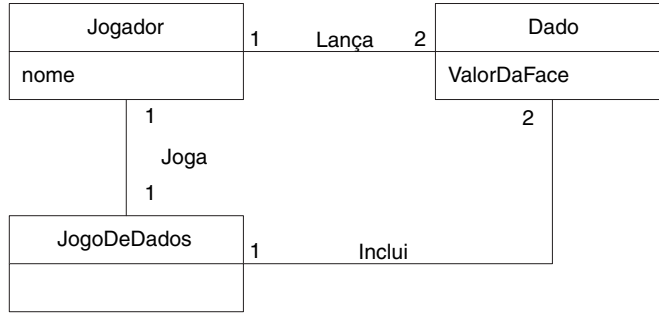 Jogador
Dado
1 Lança 2
nome
ValorDaFace
1
2
Joga
1
JogoDeDados
1 Inclui